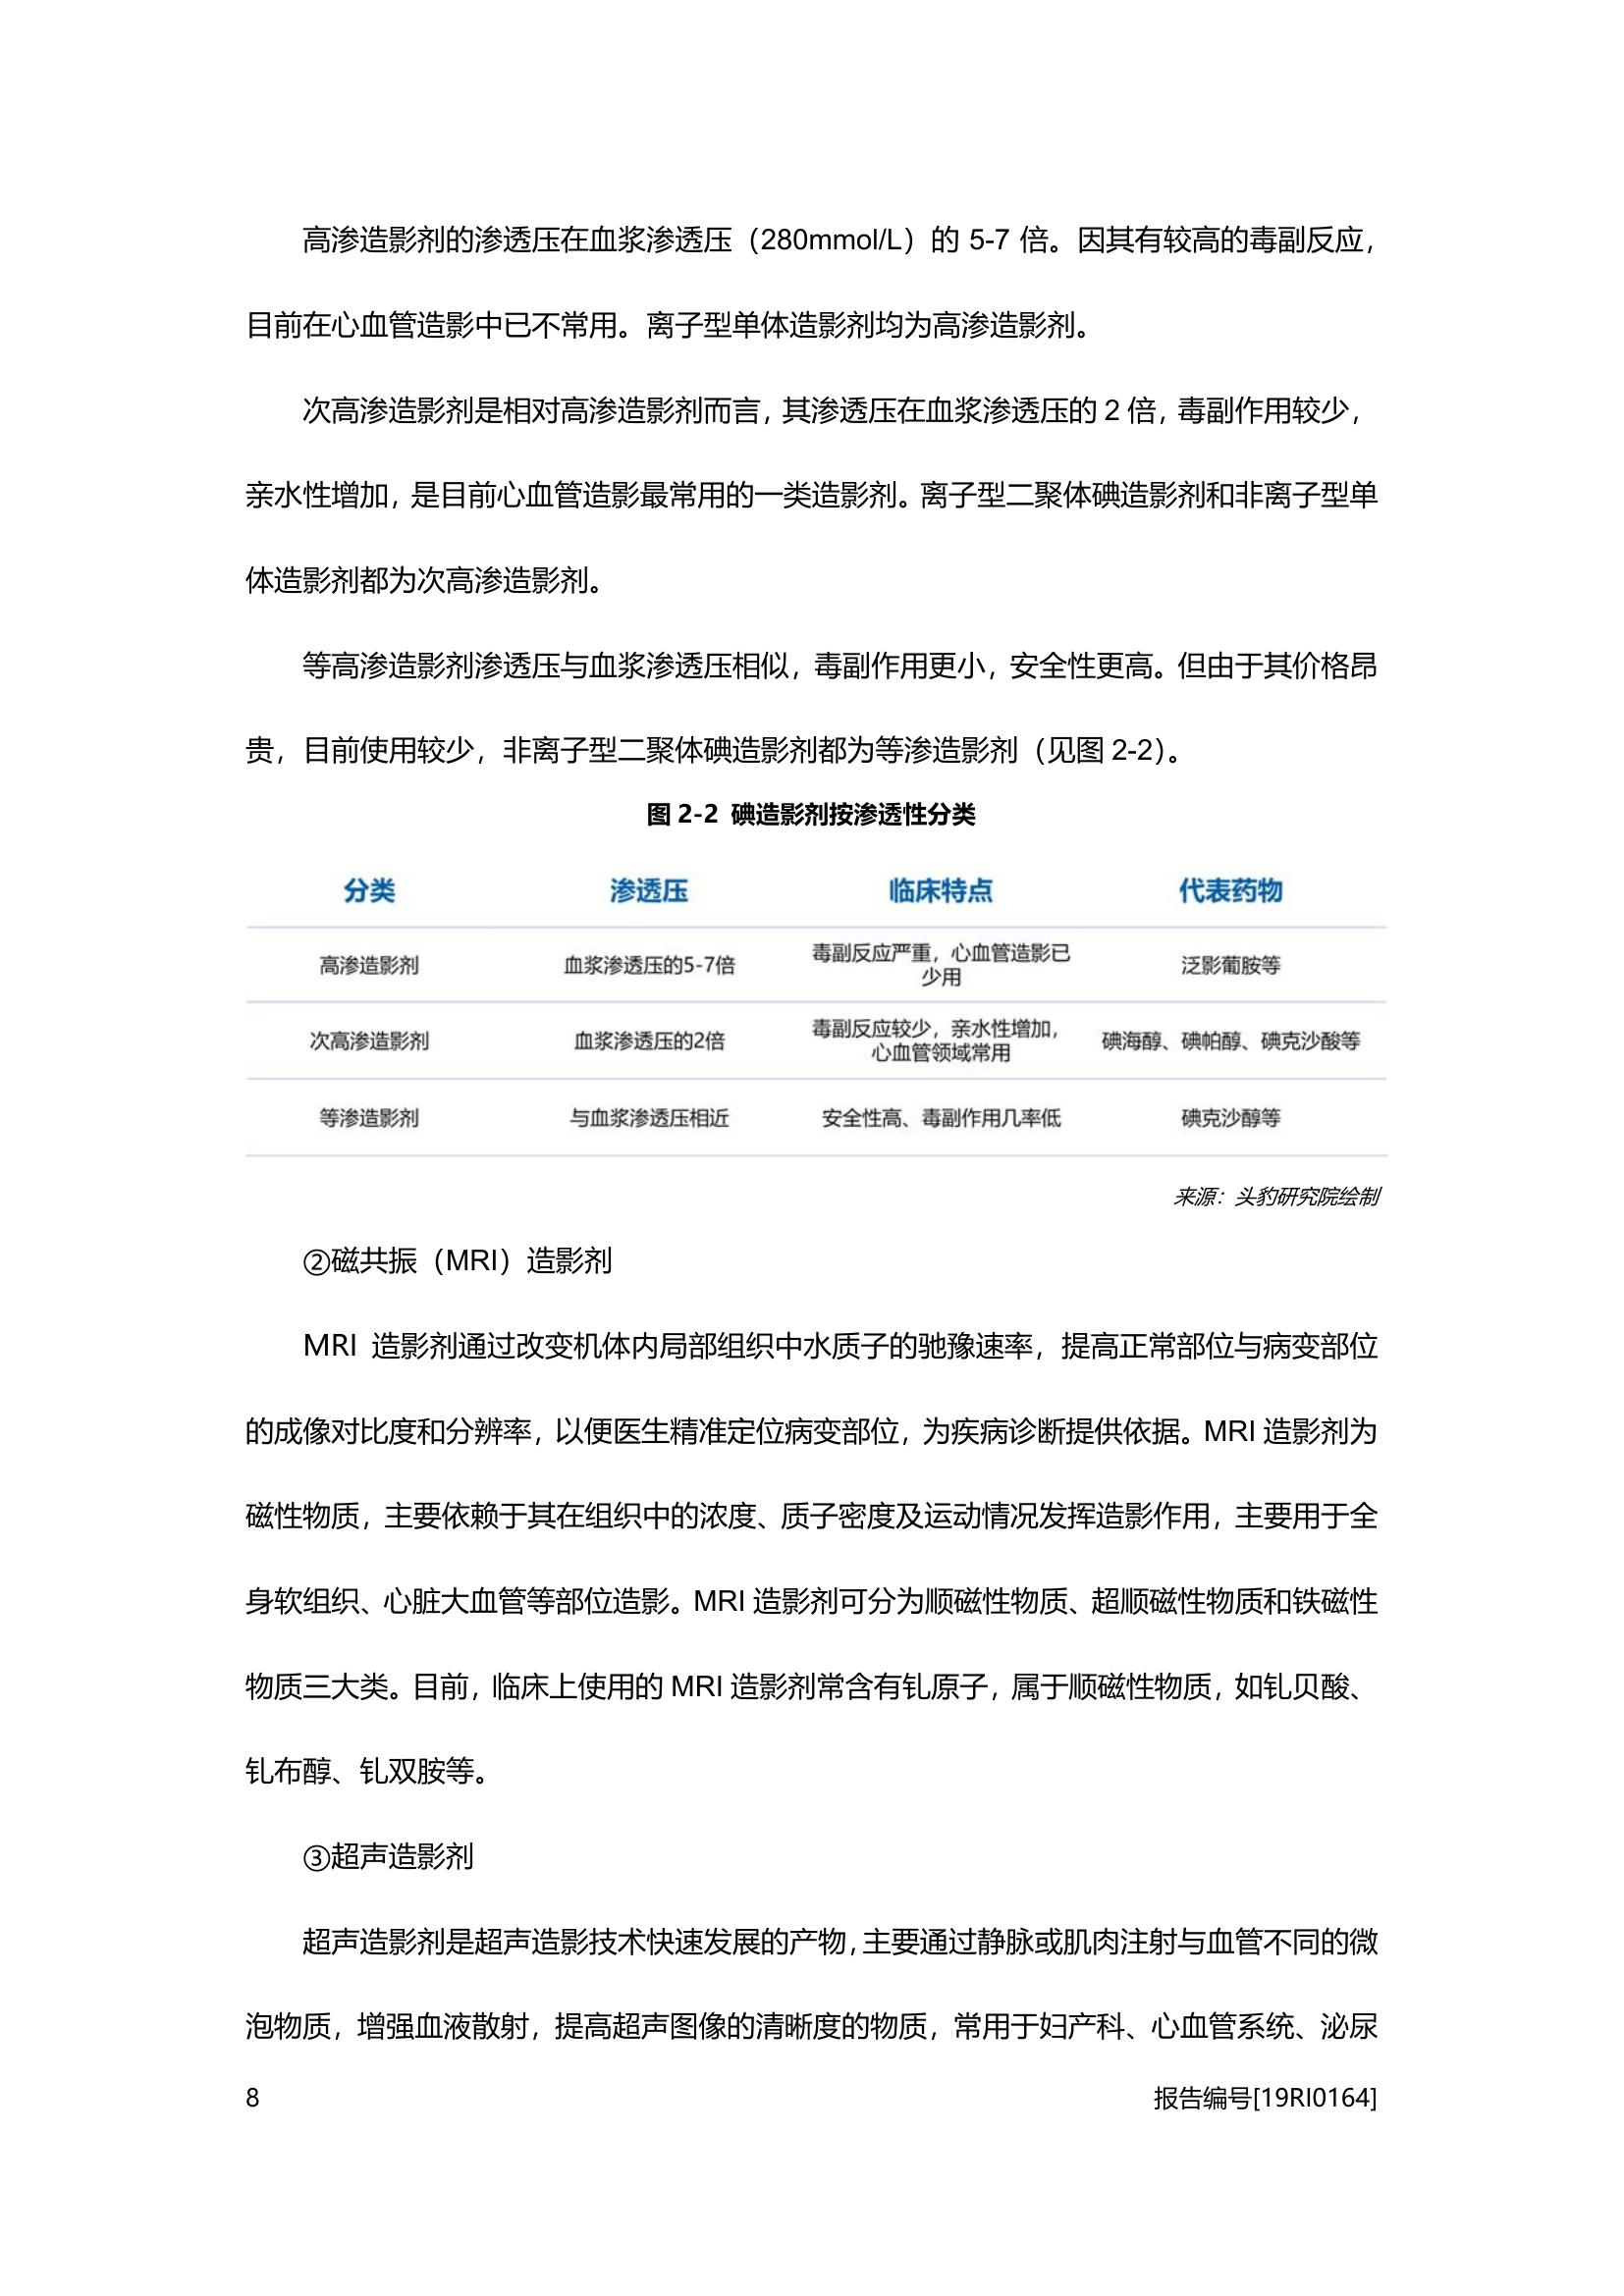 高渗造影剂的渗透压在血浆渗透压（280mmol/L）的 5-7 倍。因其有较高的毒副反应，
目前在心血管造影中已不常用。离子型单体造影剂均为高渗造影剂。
次高渗造影剂是相对高渗造影剂而言，其渗透压在血浆渗透压的 2 倍，毒副作用较少，
亲水性增加，是目前心血管造影最常用的一类造影剂。离子型二聚体碘造影剂和非离子型单
体造影剂都为次高渗造影剂。
等高渗造影剂渗透压与血浆渗透压相似，毒副作用更小，安全性更高。但由于其价格昂
贵，目前使用较少，非离子型二聚体碘造影剂都为等渗造影剂（见图 2-2）。
图 2-2 碘造影剂按渗透性分类
分类 渗透压 临床特点 代表药物
高渗造影剂 血浆渗透压的5-7倍 毒副反应严重，心血管造影已
少用 泛影葡胺等
次高渗造影剂 血浆渗透压的2倍 毒副反应较少，亲水性增加，
心血管领域常用 碘海醇、碘帕醇、碘克沙酸等
等渗造影剂 与血浆渗透压相近 安全性高、毒副作用几率低 碘克沙醇等
来源：头豹研究院绘制
②磁共振（MRI）造影剂
MRI 造影剂通过改变机体内局部组织中水质子的驰豫速率，提高正常部位与病变部位
的成像对比度和分辨率，以便医生精准定位病变部位，为疾病诊断提供依据。MRI 造影剂为
磁性物质，主要依赖于其在组织中的浓度、质子密度及运动情况发挥造影作用，主要用于全
身软组织、心脏大血管等部位造影。MRI 造影剂可分为顺磁性物质、超顺磁性物质和铁磁性
物质三大类。目前，临床上使用的 MRI 造影剂常含有钆原子，属于顺磁性物质，如钆贝酸、
钆布醇、钆双胺等。
③超声造影剂
超声造影剂是超声造影技术快速发展的产物，主要通过静脉或肌肉注射与血管不同的微
泡物质，增强血液散射，提高超声图像的清晰度的物质，常用于妇产科、心血管系统、泌尿
8 报告编号[19RI0164]